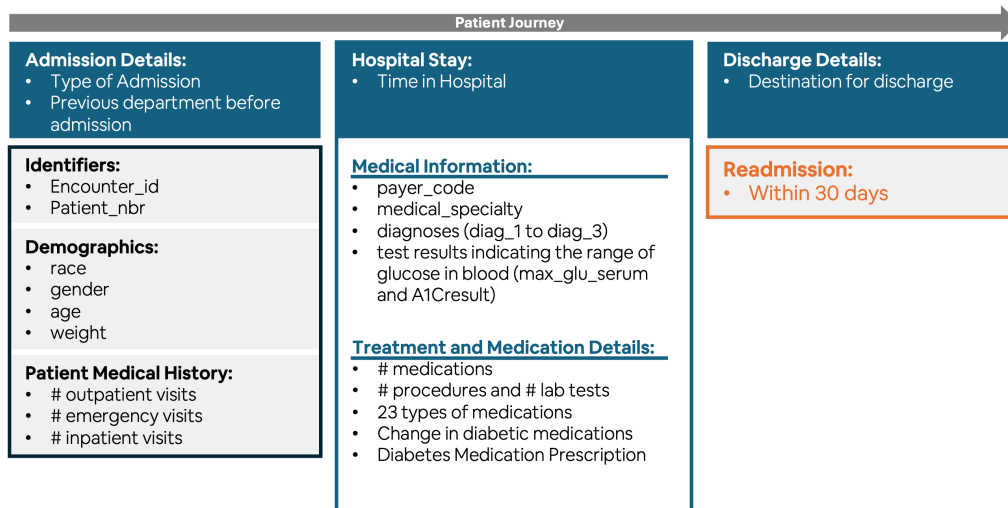 Patient Journey
Admission Details:
• Type of Admission
• Previous department before
admission
Identifiers:
• Encounter_id
• Patient_nbr
Demographics:
• race
• gender
• age
• weight
Patient Medical History:
• # outpatient visits
• # emergency visits
• # inpatient visits
Hospital Stay:
• Time in Hospital
Medical Information:
• payer_code
• medical_specialty
• diagnoses (diag_1 to diag_3)
• test results indicating the range of
glucose in blood (max_glu_serum
and A1Cresult)
Treatment and Medication Details:
• # medications
• # procedures and # lab tests
• 23 types of medications
• Change in diabetic medications
• Diabetes Medication Prescription
Discharge Details:
• Destination for discharge
Readmission:
• Within 30 days